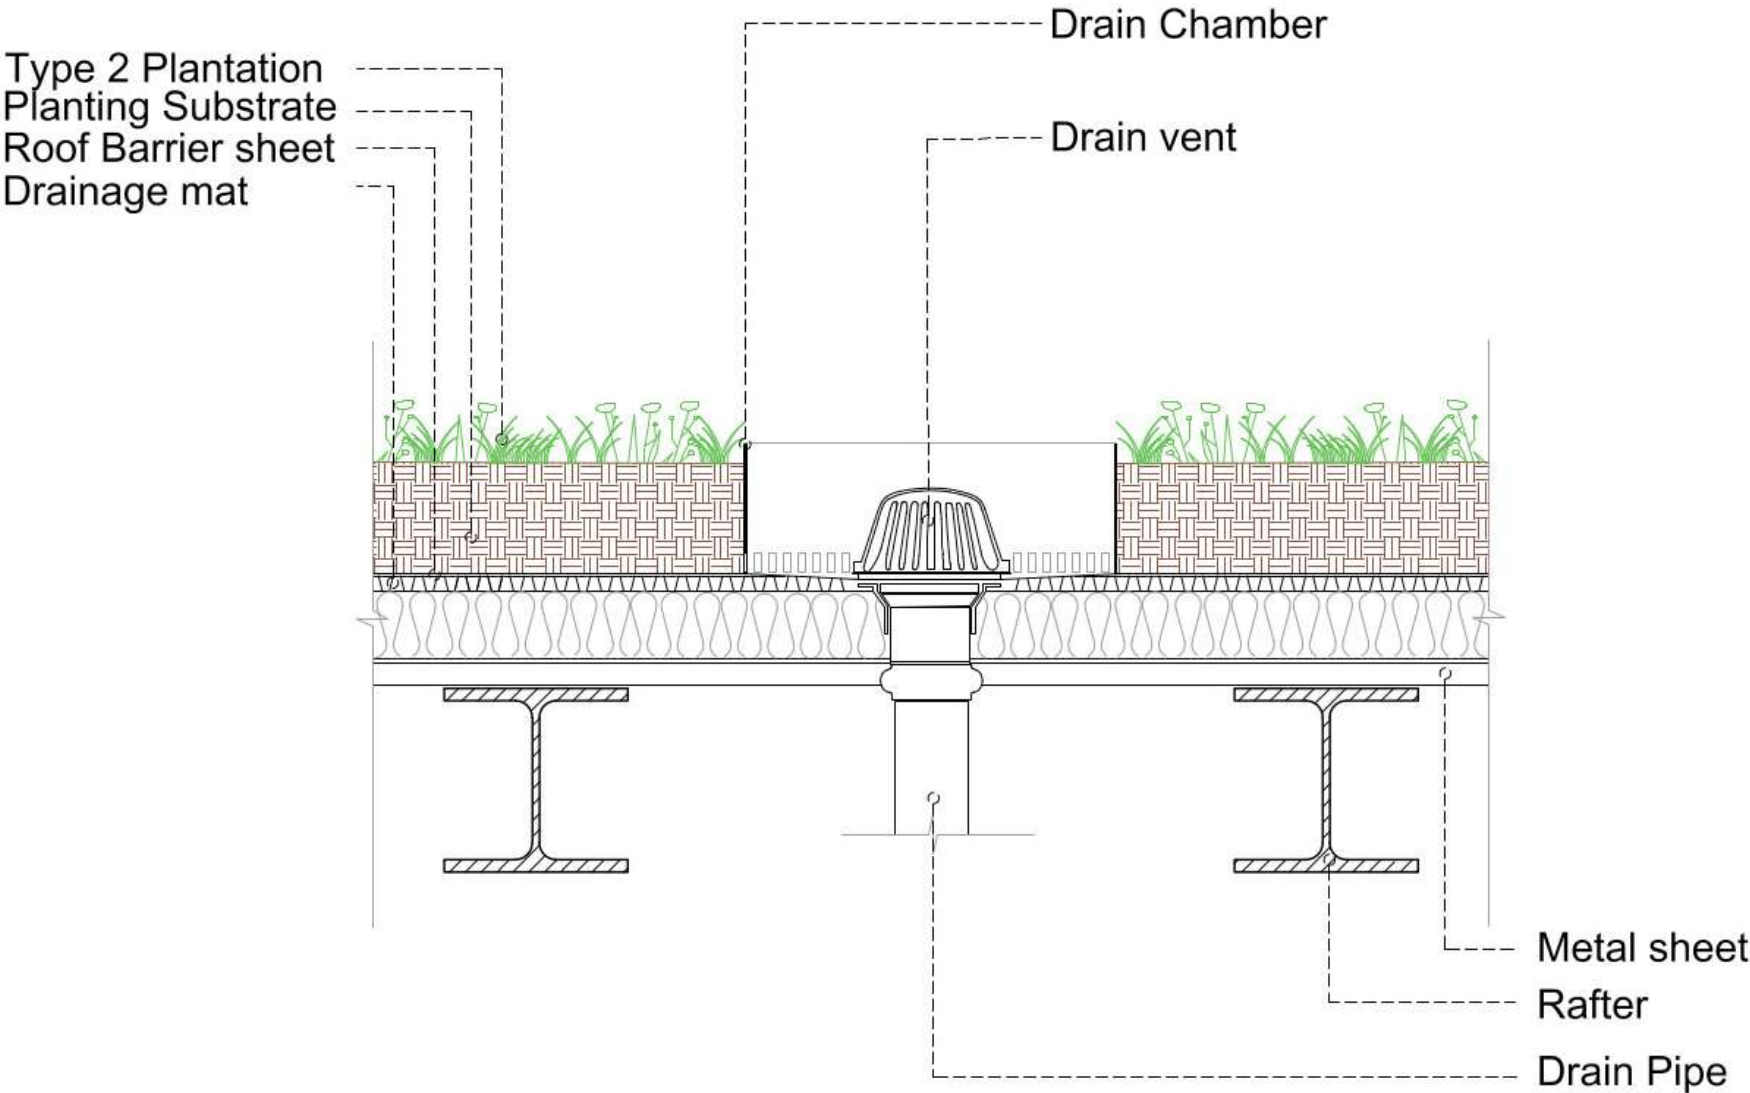 Drain Chamber
Type 2 Plantation
Planting Substrate
Roof Barrier sheet
Drainage mat
Drain vent
Metal sheet
Rafter
Drain Pipe